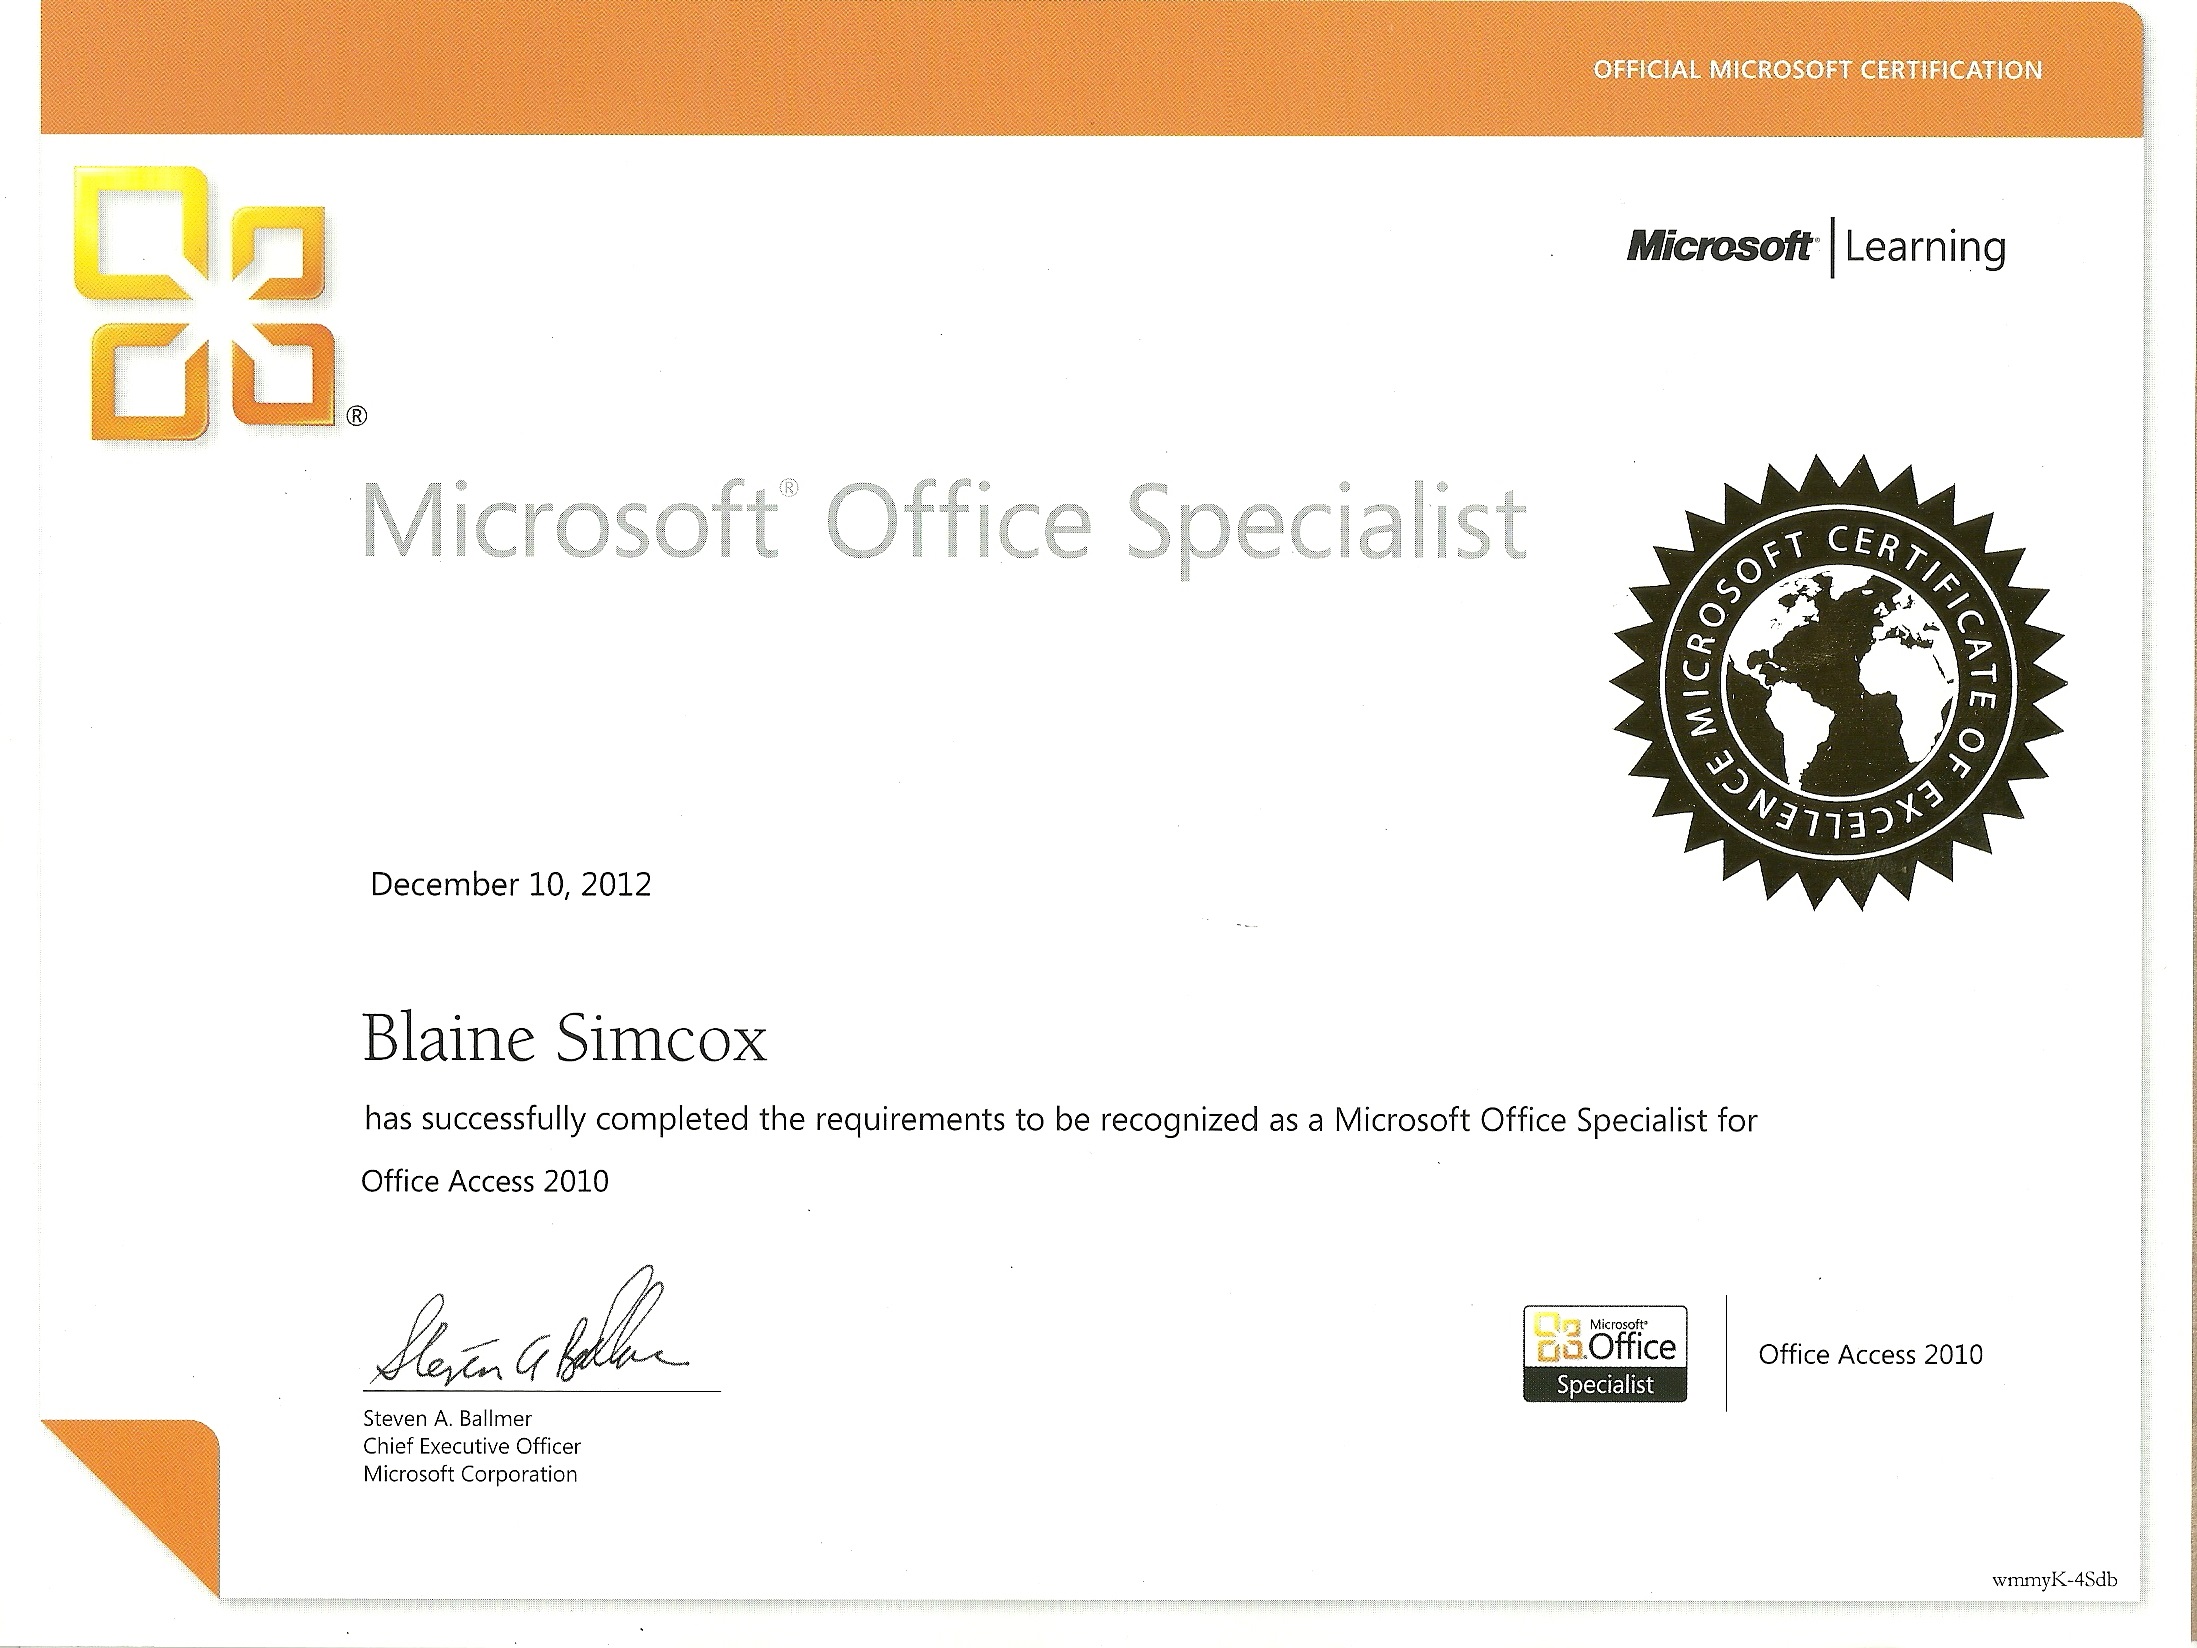 OFFICIAL MICROSOFT CERTIFICATION
Microsoft® | Learning
®
Microsoft® Office Specialist
MICROSOFT CERTIFICATE OF EXCELLENCE
December 10, 2012
Blaine Simcox
has successfully completed the requirements to be recognized as a Microsoft Office Specialist for
Office Access 2010
Steven A Ballmer
Steven A. Ballmer
Chief Executive Officer
Microsoft Corporation
Microsoft®
Office
Specialist
Office Access 2010
wmmyK-4Sdb